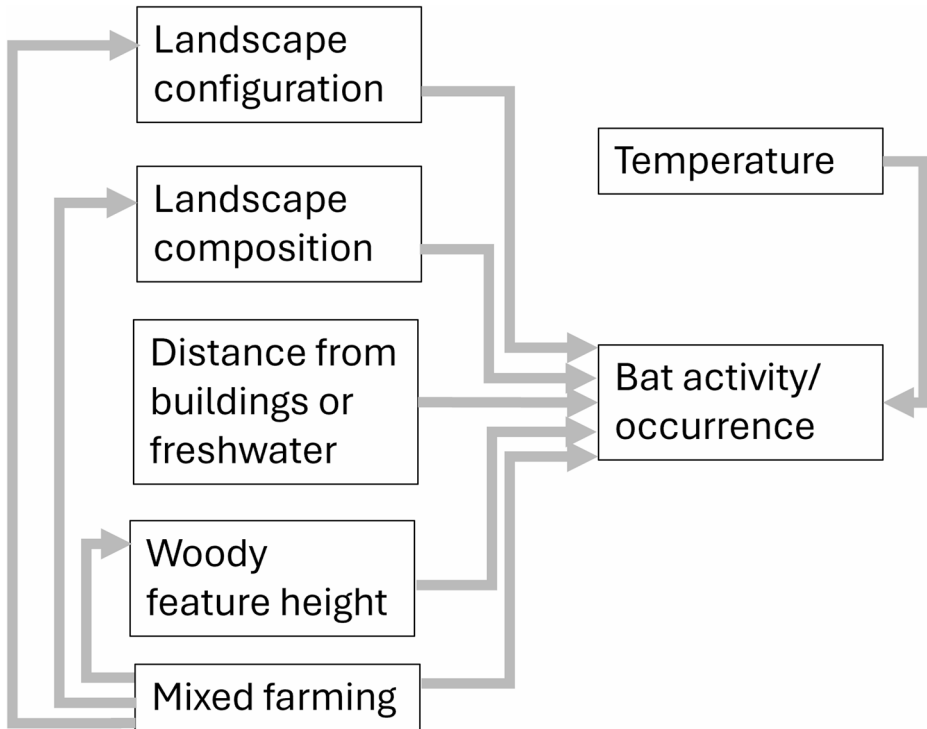 Landscape
configuration
Temperature
Landscape
composition
Distance from
buildings or
freshwater
Bat activity/
occurrence
Woody
feature height
Mixed farming